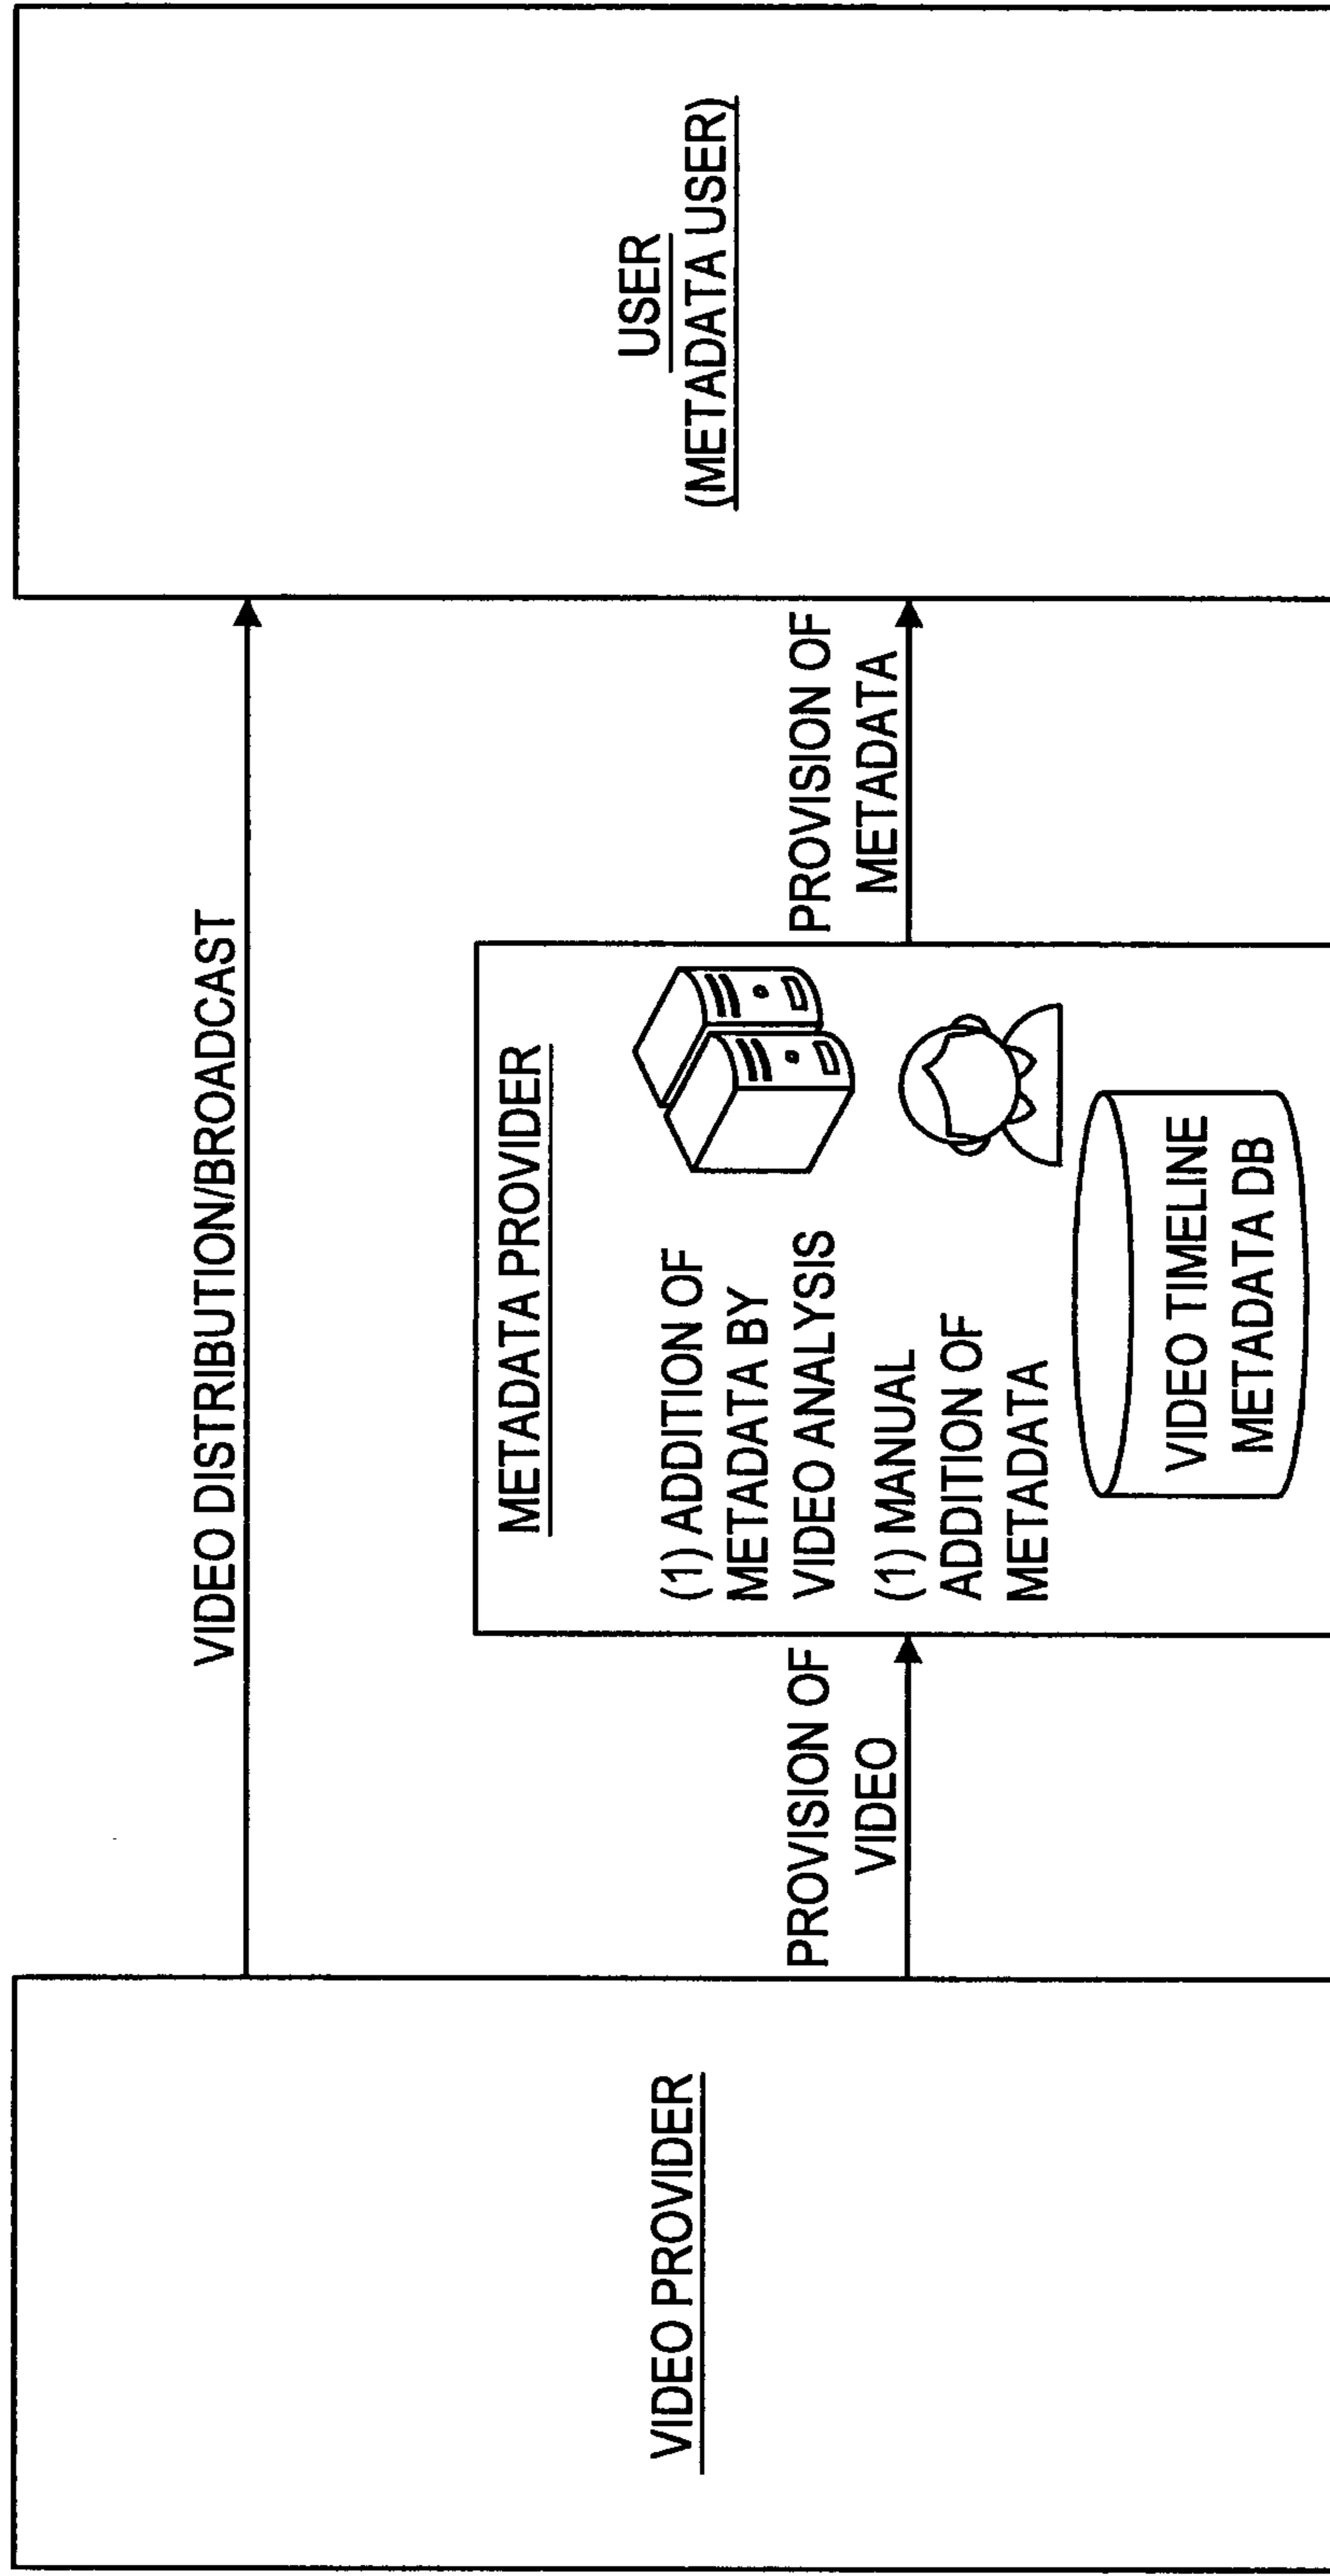 VIDEO DISTRIBUTION/BROADCAST
VIDEO PROVIDER
PROVISION OF
VIDEO
METADATA PROVIDER
(1) ADDITION OF
METADATA BY
VIDEO ANALYSIS
(1) MANUAL
ADDITION OF
METADATA
VIDEO TIMELINE
METADATA DB
PROVISION OF
METADATA
USER
(METADATA USER)